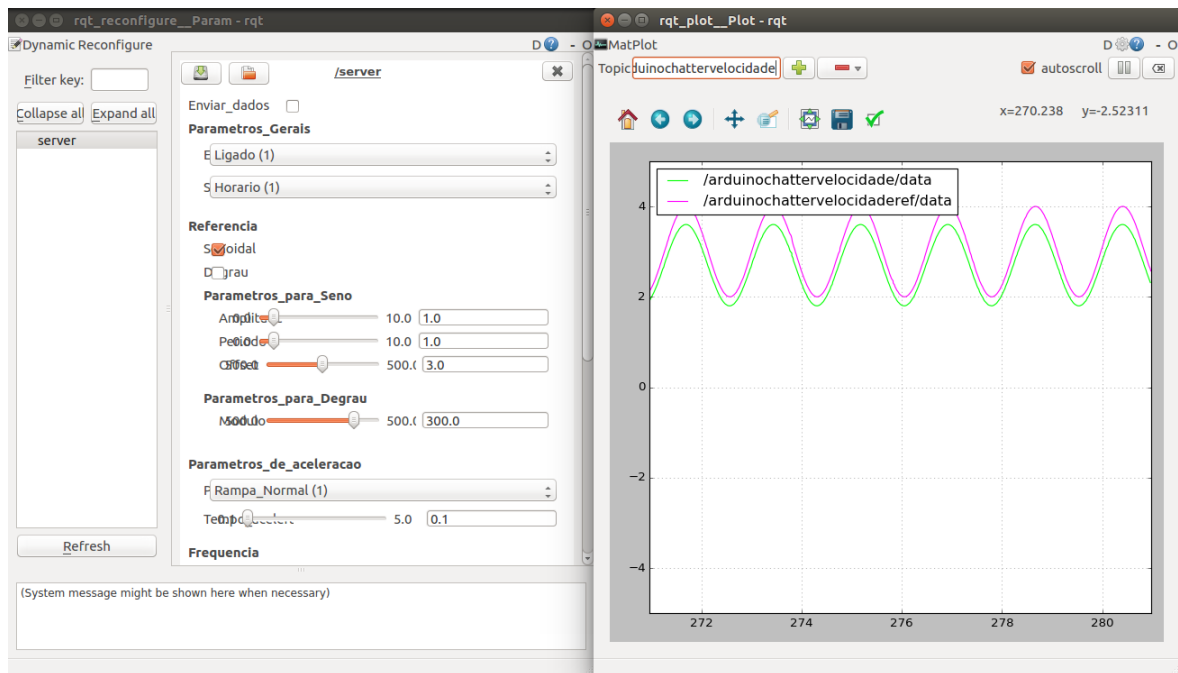 rqt_reconfigure__Param - rqt
Dynamic Reconfigure
D - O
Filter key:
Collapse all Expand all
server
Refresh
/server
Enviar_dados
Parametros_Gerais
E Ligado (1)
S Horario (1)
Referencia
S oidal
D grau
Parametros_para_Seno
10.0 1.0
10.0 1.0
500.( 3.0
Parametros_para_Degrau
500.( 300.0
Parametros_de_aceleracao
F Rampa_Normal (1)
5.0 0.1
Frequencia
(System message might be shown here when necessary)
rqt_plot__Plot - rqt
MatPlot
D - O
Topic duinochattervelocidade
autoscroll
x=270.238 y=-2.52311
/arduinochattervelocidade/data
/arduinochattervelocidaderef/data
4
2
0
−2
−4
272 274 276 278 280